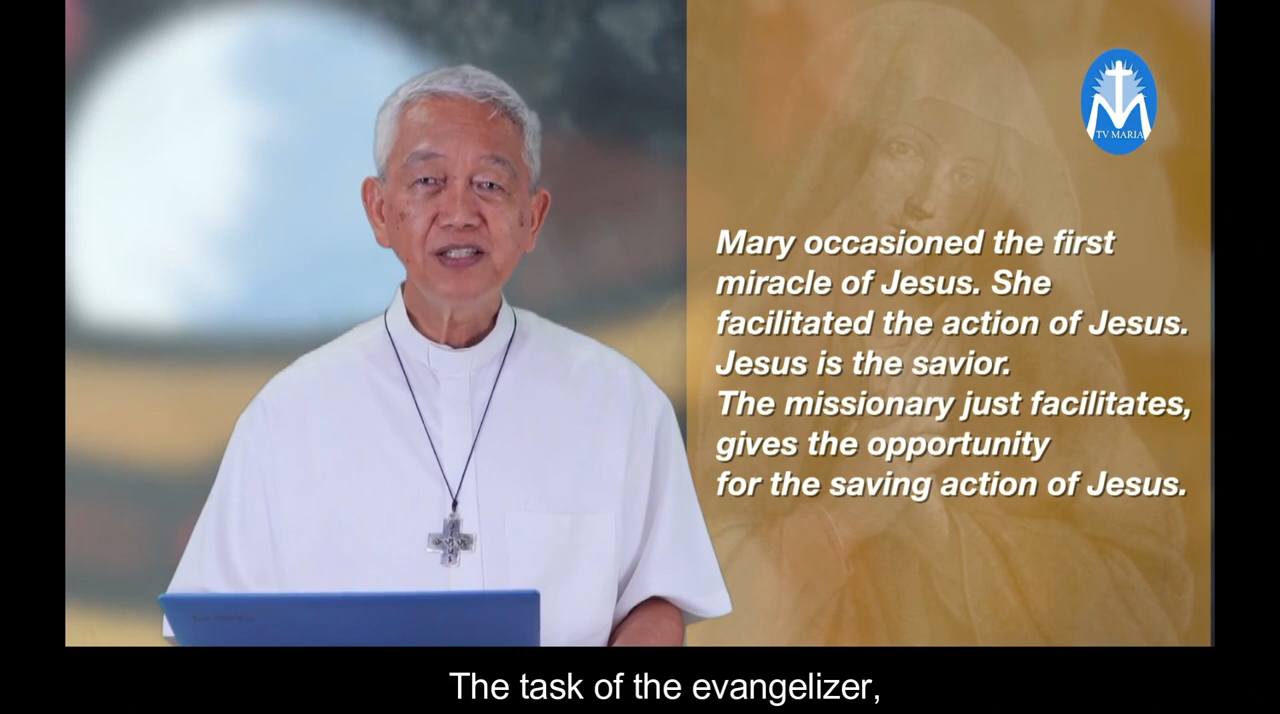 TV MARIA
Mary occasioned the first
miracle of Jesus. She
facilitated the action of Jesus.
Jesus is the savior.
The missionary just facilitates,
gives the opportunity
for the saving action of Jesus.
The task of the evangelizer,